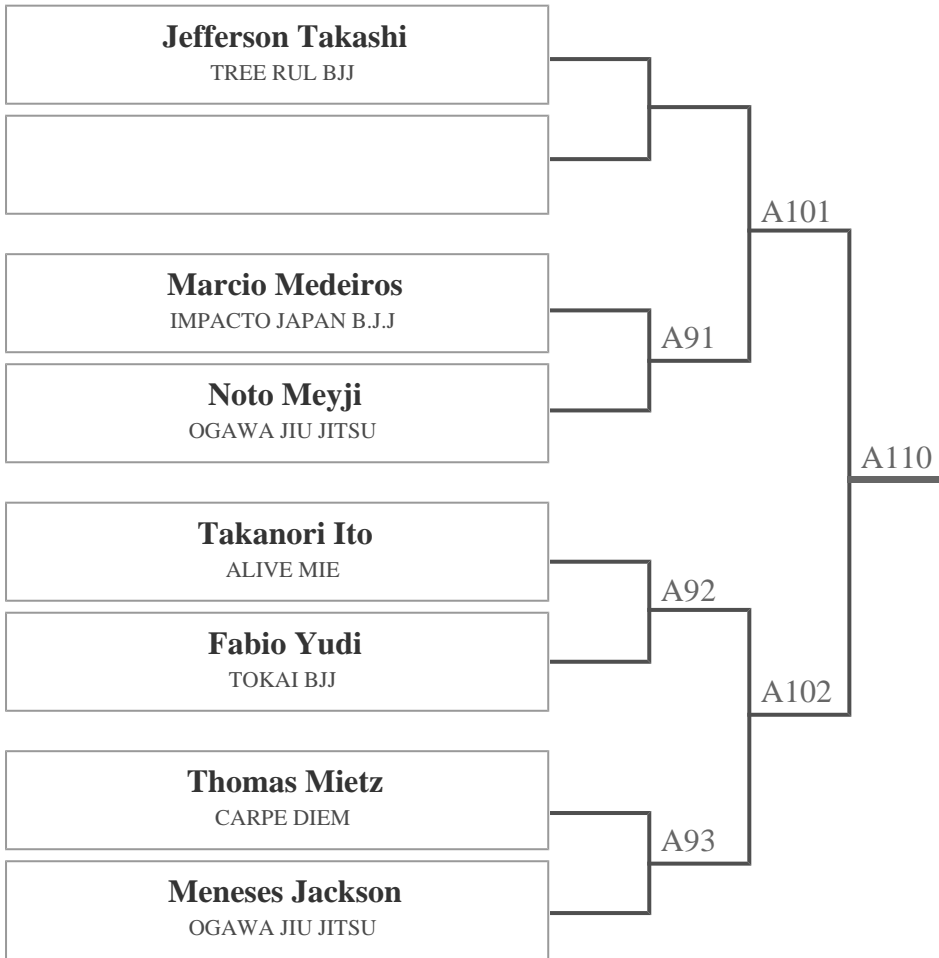 Jefferson Takashi
TREE RUL BJJ
A101
Marcio Medeiros
IMPACTO JAPAN B.J.J
A91
Noto Meyji
OGAWA JIU JITSU
A110
Takanori Ito
ALIVE MIE
A92
Fabio Yudi
TOKAI BJJ
A102
Thomas Mietz
CARPE DIEM
A93
Meneses Jackson
OGAWA JIU JITSU